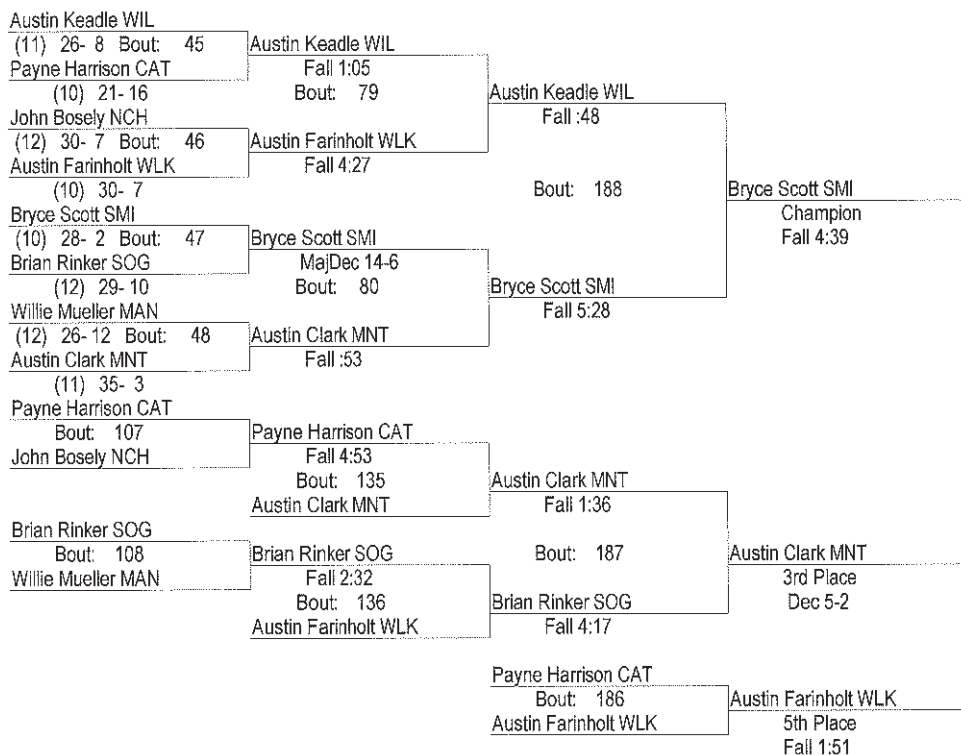 Austin Keadle WIL
(11) 26- 8 Bout: 45
Payne Harrison CAT
(10) 21- 16
John Bosely NCH
(12) 30- 7 Bout: 46
Austin Farinholt WLK
(10) 30- 7
Bryce Scott SMI
(10) 28- 2 Bout: 47
Brian Rinker SOG
(12) 29- 10
Willie Mueller MAN
(12) 26- 12 Bout: 48
Austin Clark MNT
(11) 35- 3
Austin Keadle WIL
Fall 1:05
Bout: 79
Austin Farinholt WLK
Fall 4:27
Bryce Scott SMI
MajDec 14-6
Bout: 80
Austin Clark MNT
Fall :53
Austin Keadle WIL
Fall :48
Bout: 188
Bryce Scott SMI
Fall 5:28
Bryce Scott SMI
Champion
Fall 4:39
Payne Harrison CAT
Bout: 107
John Bosely NCH
Brian Rinker SOG
Bout: 108
Willie Mueller MAN
Payne Harrison CAT
Fall 4:53
Bout: 135
Austin Clark MNT
Brian Rinker SOG
Fall 2:32
Bout: 136
Austin Farinholt WLK
Austin Clark MNT
Fall 1:36
Bout: 187
Brian Rinker SOG
Fall 4:17
Austin Clark MNT
3rd Place
Dec 5-2
Payne Harrison CAT
Bout: 186
Austin Farinholt WLK
Austin Farinholt WLK
5th Place
Fall 1:51